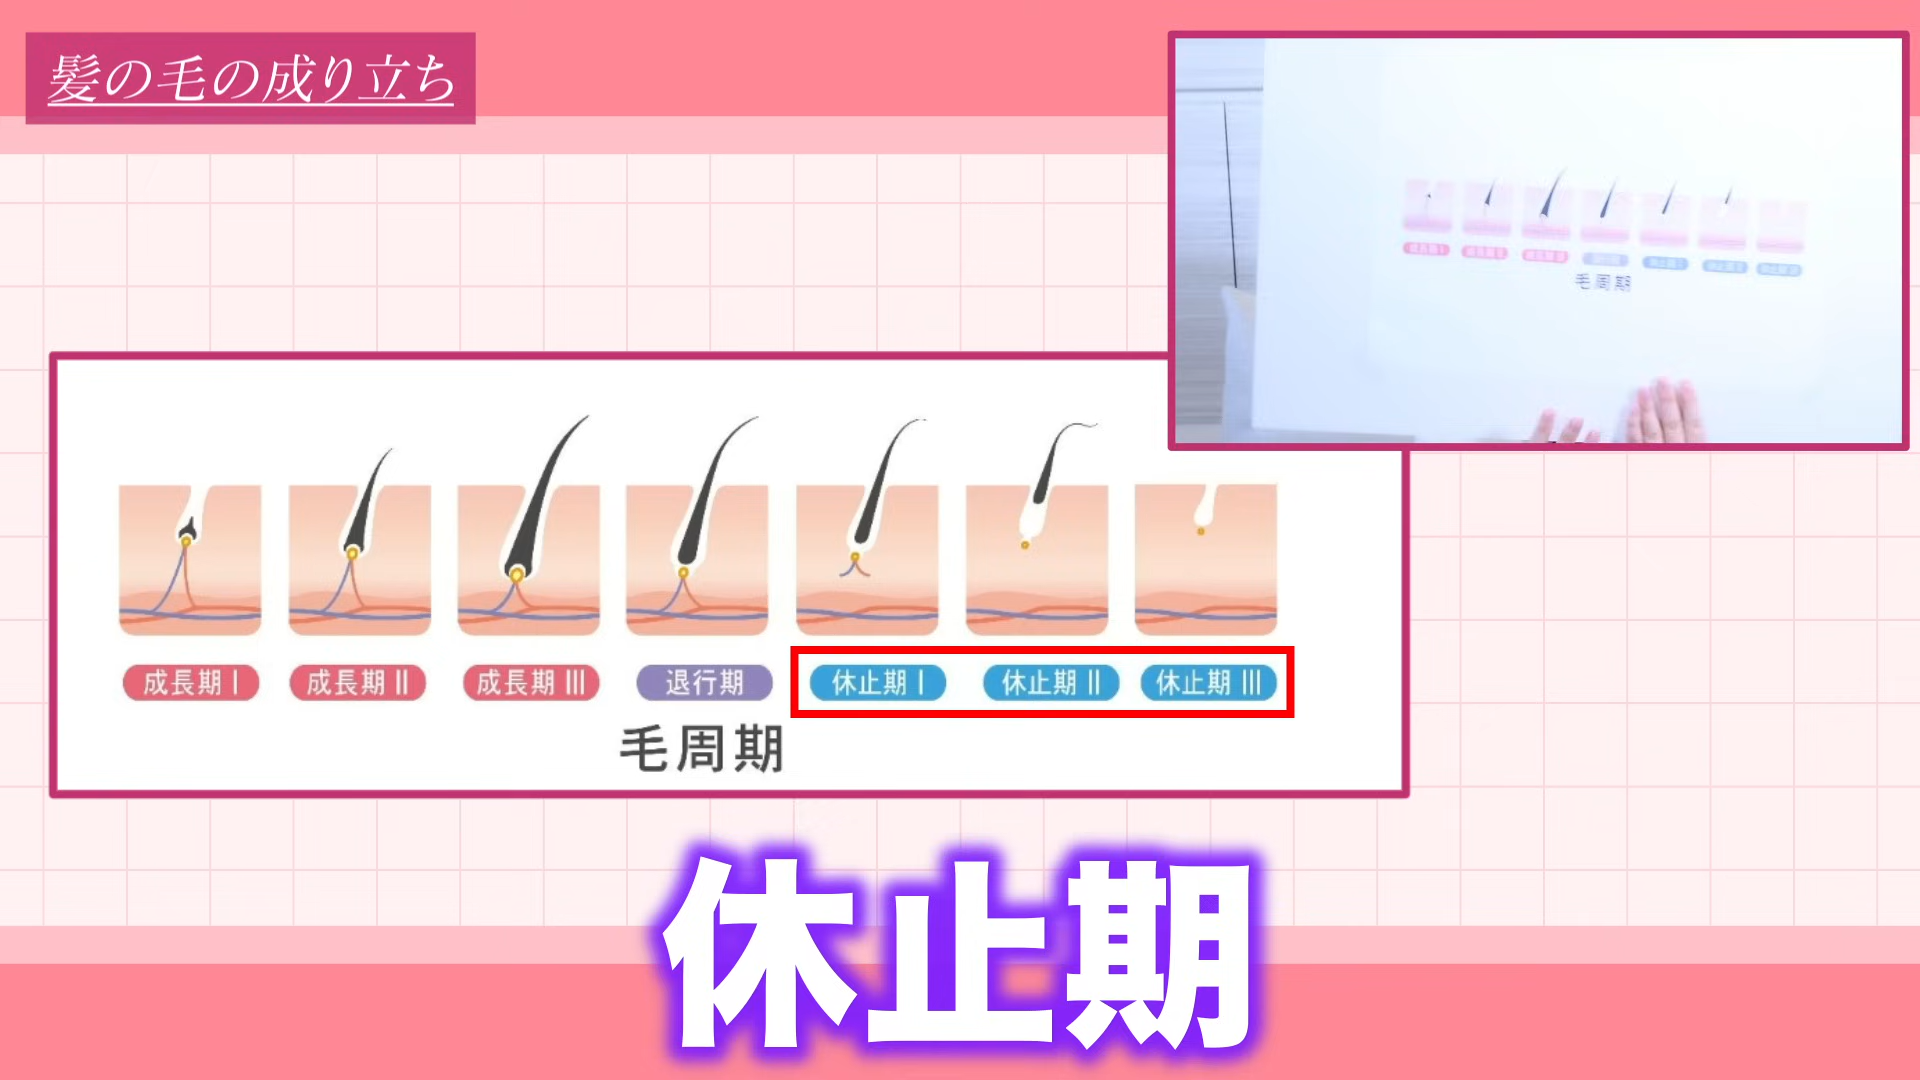 髪の毛の成り立ち
成長期Ⅰ
成長期Ⅱ
成長期Ⅲ
退行期
休止期Ⅰ
休止期Ⅱ
休止期Ⅲ
毛周期
毛周期
休止期